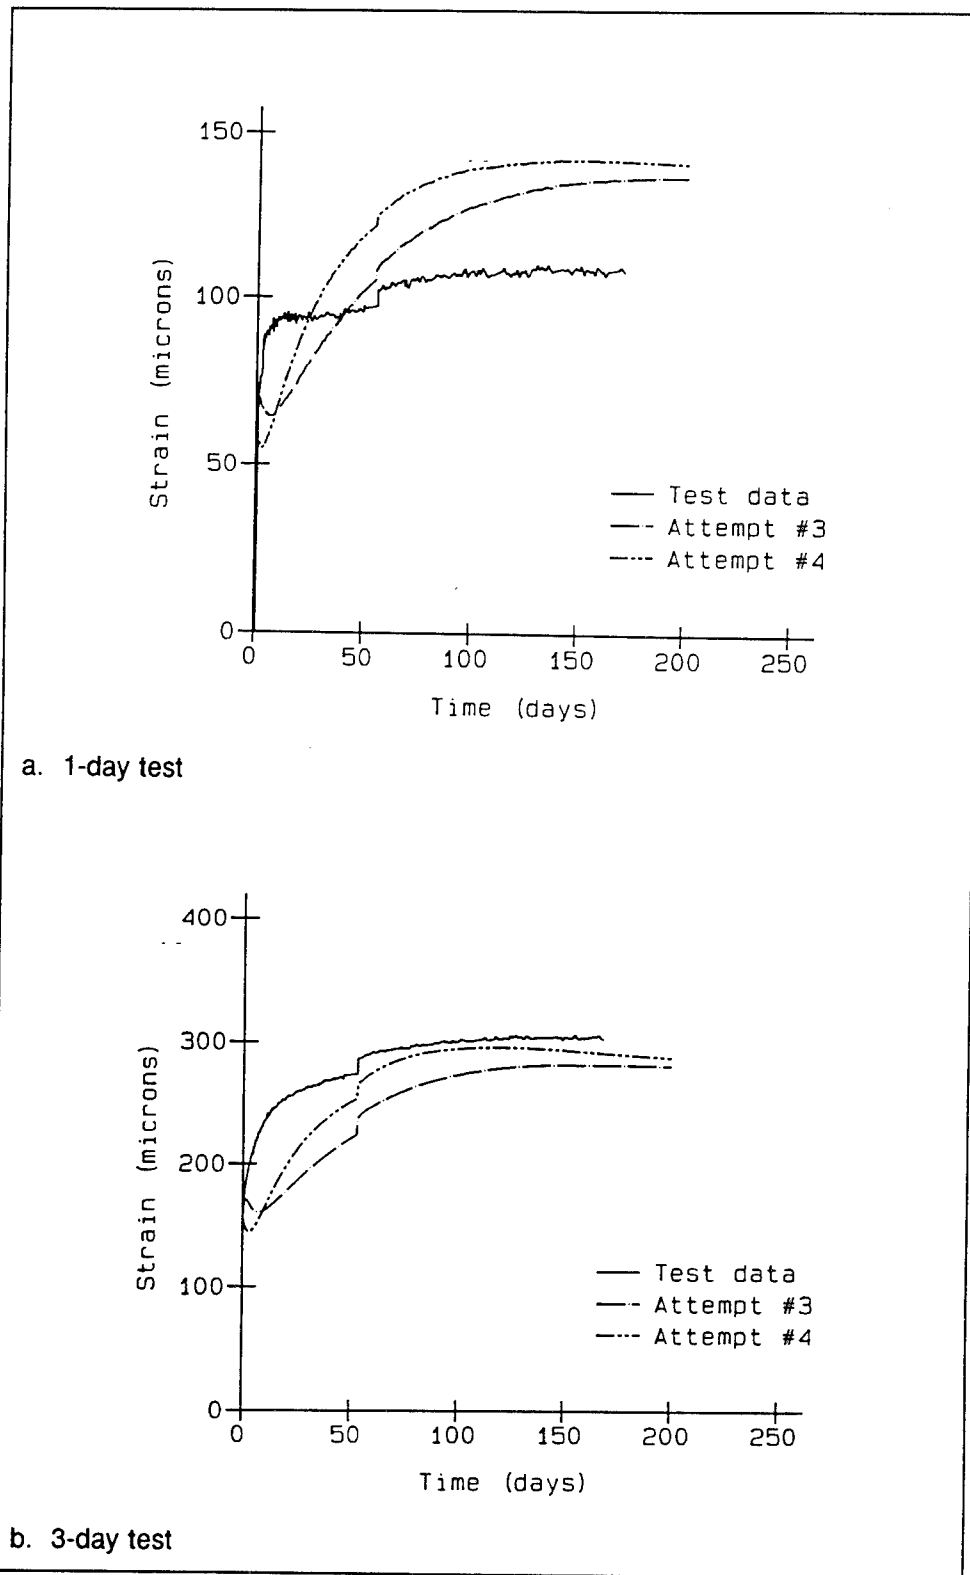 150
100
50
0
0 50 100 150 200 250
Strain (microns)
Time (days)
Test data
Attempt #3
Attempt #4
a. 1-day test
400
300
200
100
0
0 50 100 150 200 250
Strain (microns)
Time (days)
Test data
Attempt #3
Attempt #4
b. 3-day test